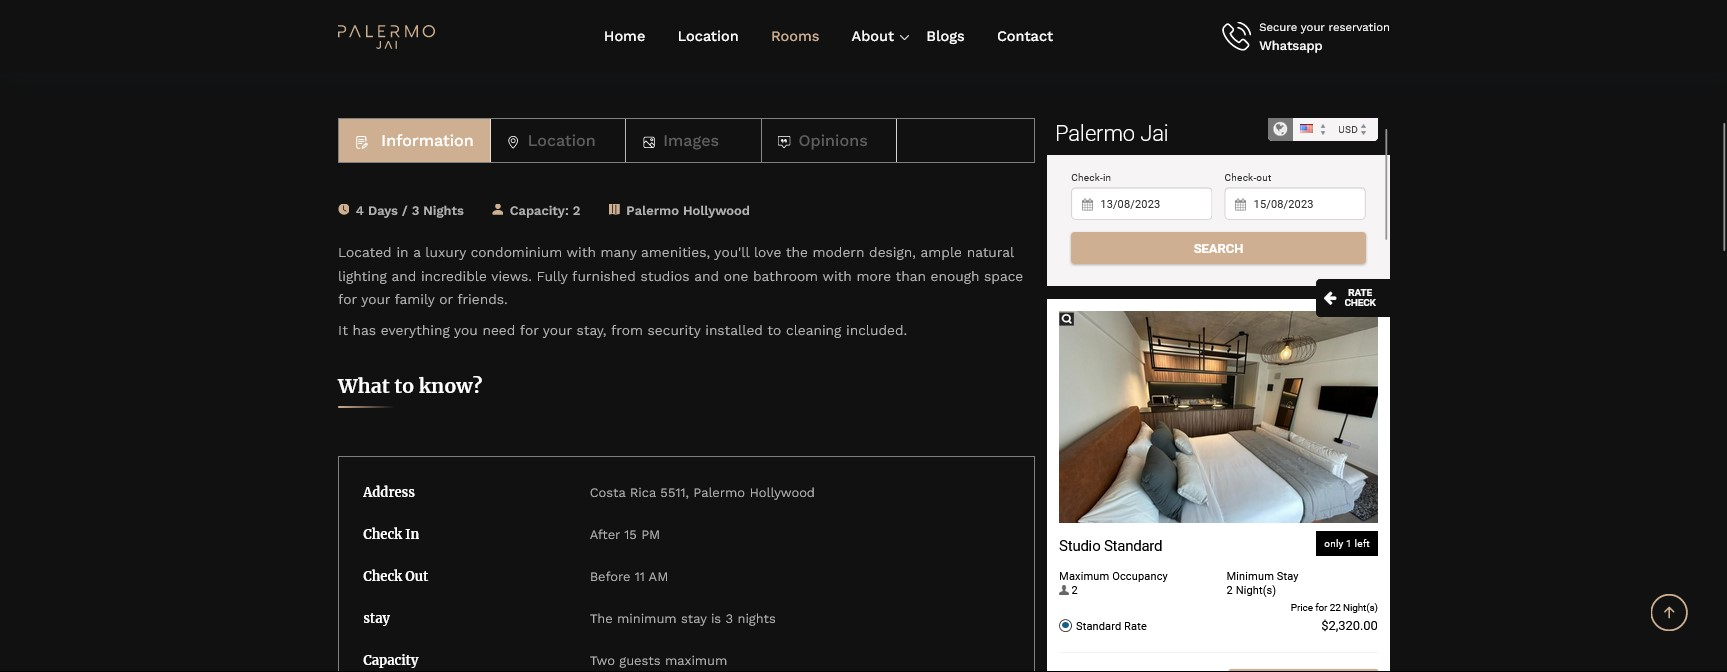 PALERMO
JAI
Home
Location
Rooms
About
Blogs
Contact
Secure your reservation
Whatsapp
Information
Location
Images
Opinions
4 Days / 3 Nights
Capacity: 2
Palermo Hollywood
Located in a luxury condominium with many amenities, you'll love the modern design, ample natural
lighting and incredible views. Fully furnished studios and one bathroom with more than enough space
for your family or friends.
It has everything you need for your stay, from security installed to cleaning included.
What to know?
Address
Costa Rica 5511, Palermo Hollywood
Check In
After 15 PM
Check Out
Before 11 AM
stay
The minimum stay is 3 nights
Capacity
Two guests maximum
Palermo Jai
USD
Check-in
Check-out
13/08/2023
15/08/2023
SEARCH
RATE
CHECK
Studio Standard
only 1 left
Maximum Occupancy
Minimum Stay
2
2 Night(s)
Price for 22 Night(s)
Standard Rate
$2,320.00